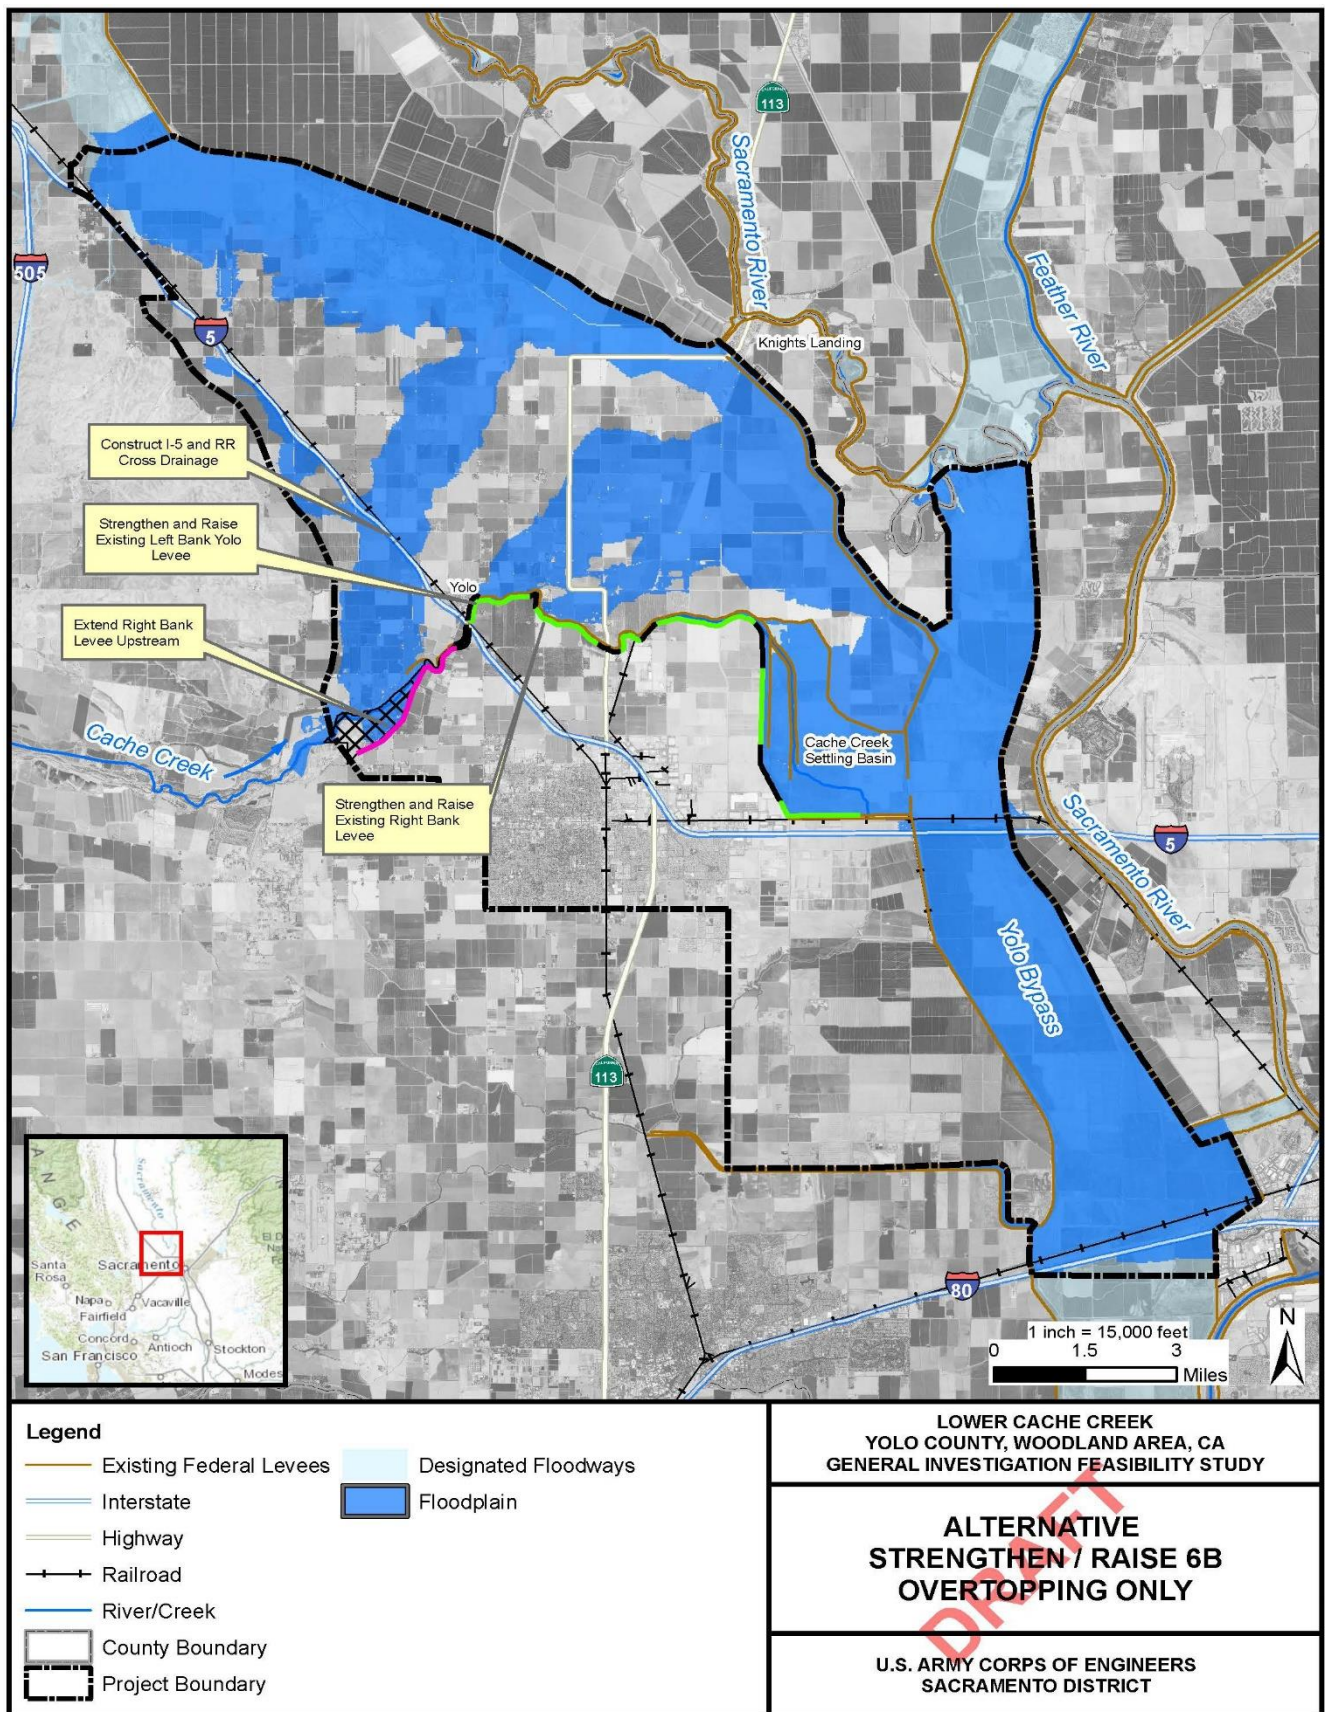 CALIFORNIA
113
Sacramento River
Feather River
505
5
Knights Landing
Construct I-5 and RR
Cross Drainage
Strengthen and Raise
Existing Left Bank Yolo
Levee
Yolo
Extend Right Bank
Levee Upstream
Cache Creek
Cache Creek
Settling Basin
Strengthen and Raise
Existing Right Bank
Levee
Sacramento River
5
Yolo Bypass
CALIFORNIA
113
80
Sacramento
ANGE
Santa
Rosa
Sacramento
Napa
Vacaville
Fairfield
Concord
Antioch
Stockton
San Francisco
Modes
N
1 inch = 15,000 feet
0 1.5 3
Miles
Legend
Existing Federal Levees
Interstate
Highway
Railroad
River/Creek
County Boundary
Project Boundary
Designated Floodways
Floodplain
LOWER CACHE CREEK
YOLO COUNTY, WOODLAND AREA, CA
GENERAL INVESTIGATION FEASIBILITY STUDY
ALTERNATIVE
STRENGTHEN / RAISE 6B
OVERTOPPING ONLY
DRAFT
U.S. ARMY CORPS OF ENGINEERS
SACRAMENTO DISTRICT